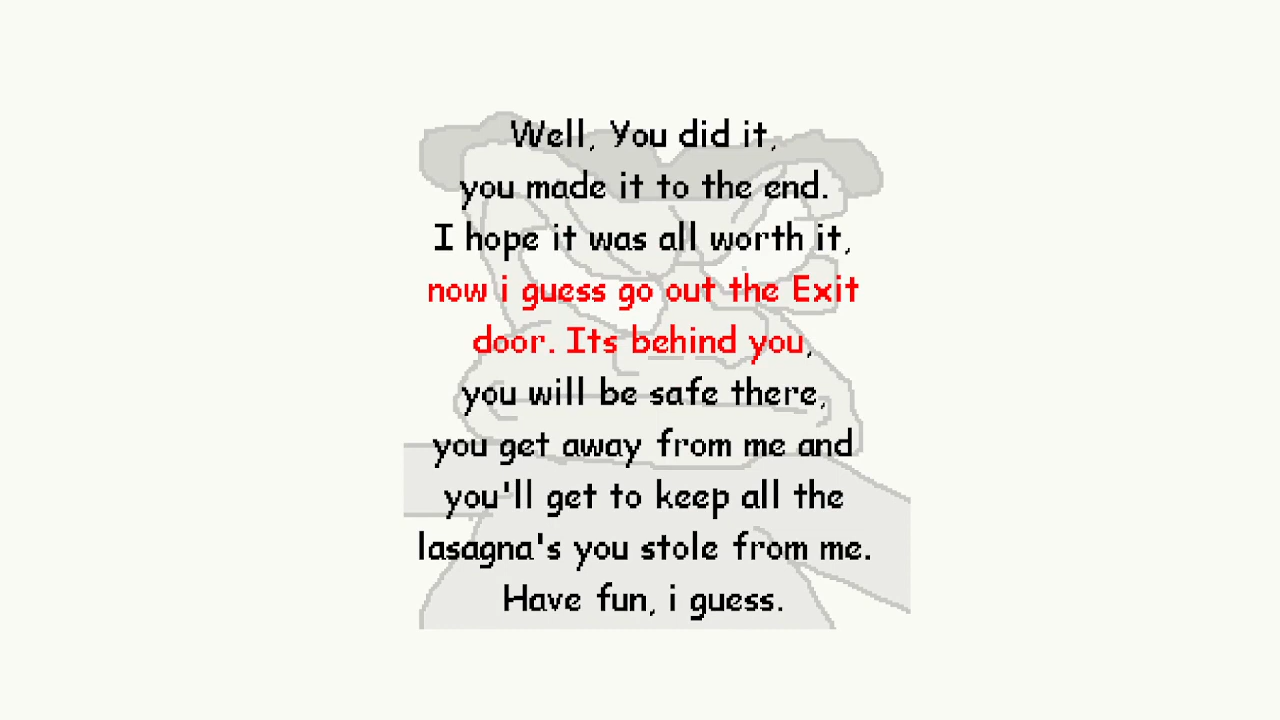 Well, You did it,
you made it to the end.
I hope it was all worth it,
now i guess go out the Exit
door. Its behind you,
you will be safe there,
you get away from me and
you'll get to keep all the
lasagna's you stole from me.
Have fun, i guess.